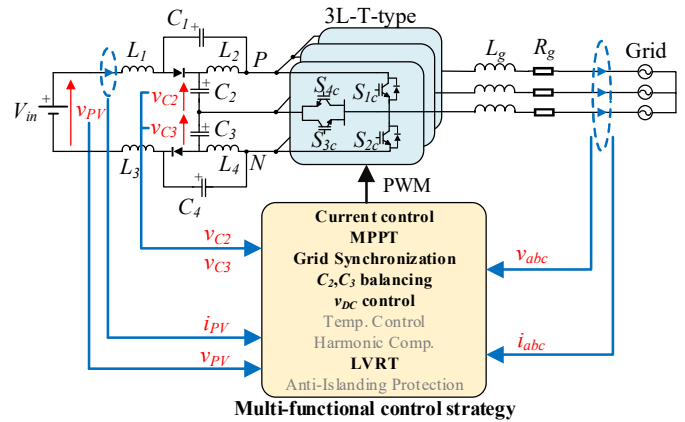 3L-T-type
C1
L1
L2
P
Lg
Rg
Grid
S4c
S1c
vC2
C2
Vin
vPV
vC3
C3
S3c
S2c
L3
L4
N
C4
PWM
Current control
MPPT
Grid Synchronization
C2,C3 balancing
vDC control
Temp. Control
Harmonic Comp.
LVRT
Anti-Islanding Protection
vC2
vC3
iPV
vPV
vabc
iabc
Multi-functional control strategy